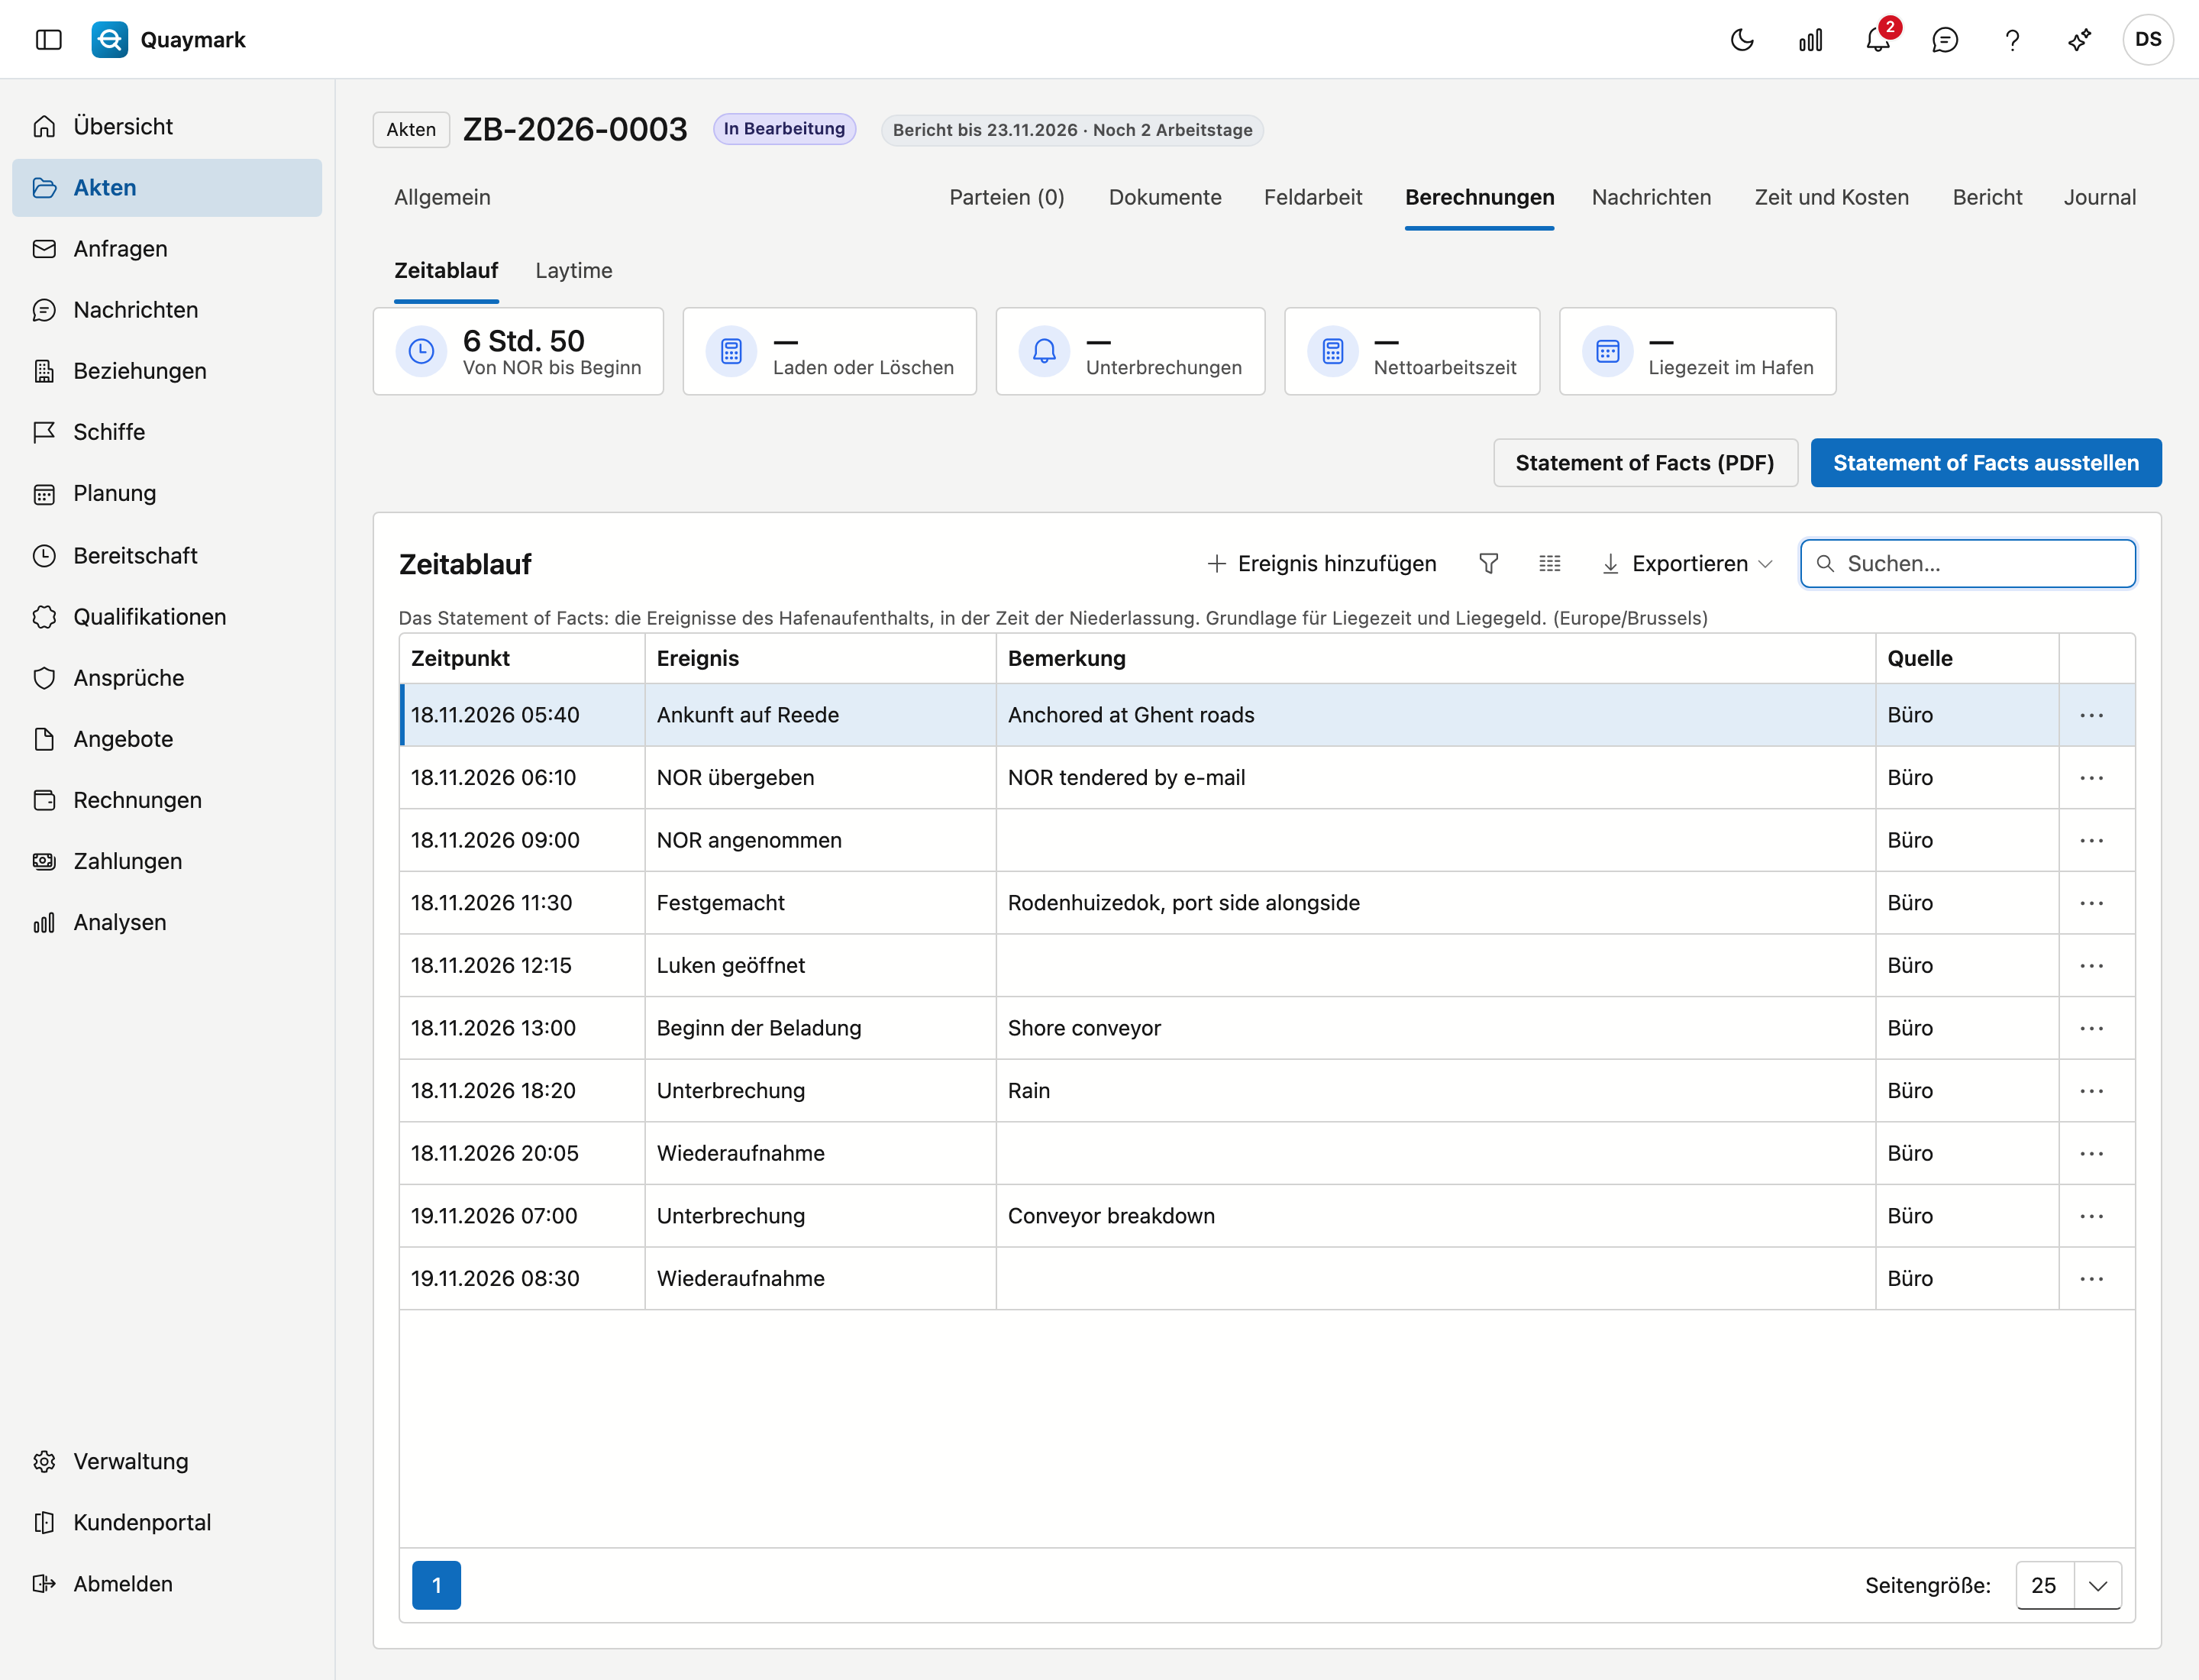 Quaymark
2
DS
Übersicht
Akten
Anfragen
Nachrichten
Beziehungen
Schiffe
Planung
Bereitschaft
Qualifikationen
Ansprüche
Angebote
Rechnungen
Zahlungen
Analysen
Verwaltung
Kundenportal
Abmelden
Akten ZB-2026-0003 In Bearbeitung Bericht bis 23.11.2026 · Noch 2 Arbeitstage
Allgemein Parteien (0) Dokumente Feldarbeit Berechnungen Nachrichten Zeit und Kosten Bericht Journal
Zeitablauf Laytime
6 Std. 50
Von NOR bis Beginn
—
Laden oder Löschen
—
Unterbrechungen
—
Nettoarbeitszeit
—
Liegezeit im Hafen
Statement of Facts (PDF) Statement of Facts ausstellen
Zeitablauf Ereignis hinzufügen Exportieren Suchen...
Das Statement of Facts: die Ereignisse des Hafenaufenthalts, in der Zeit der Niederlassung. Grundlage für Liegezeit und Liegegeld. (Europe/Brussels)
Zeitpunkt Ereignis Bemerkung Quelle
18.11.2026 05:40 Ankunft auf Reede Anchored at Ghent roads Büro
18.11.2026 06:10 NOR übergeben NOR tendered by e-mail Büro
18.11.2026 09:00 NOR angenommen Büro
18.11.2026 11:30 Festgemacht Rodenhuizedok, port side alongside Büro
18.11.2026 12:15 Luken geöffnet Büro
18.11.2026 13:00 Beginn der Beladung Shore conveyor Büro
18.11.2026 18:20 Unterbrechung Rain Büro
18.11.2026 20:05 Wiederaufnahme Büro
19.11.2026 07:00 Unterbrechung Conveyor breakdown Büro
19.11.2026 08:30 Wiederaufnahme Büro
1 Seitengröße: 25